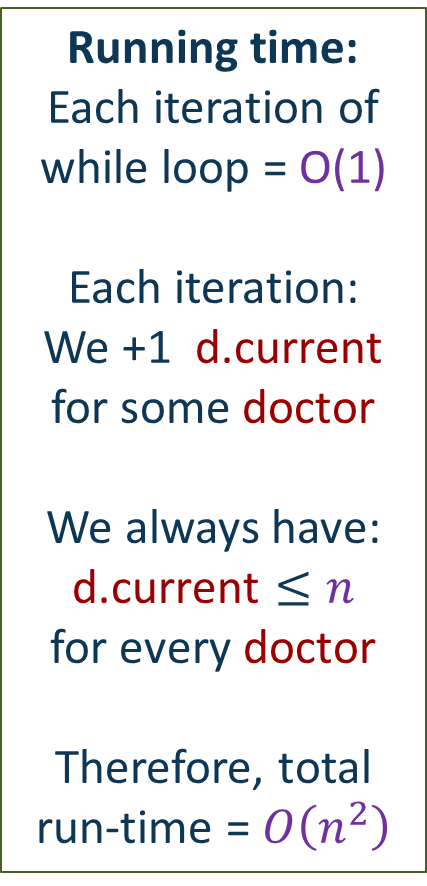 Running time:
Each iteration of
while loop = O(1)
Each iteration:
We +1 d.current
for some doctor
We always have:
d.current ≤ n
for every doctor
Therefore, total
run-time = O(n²)